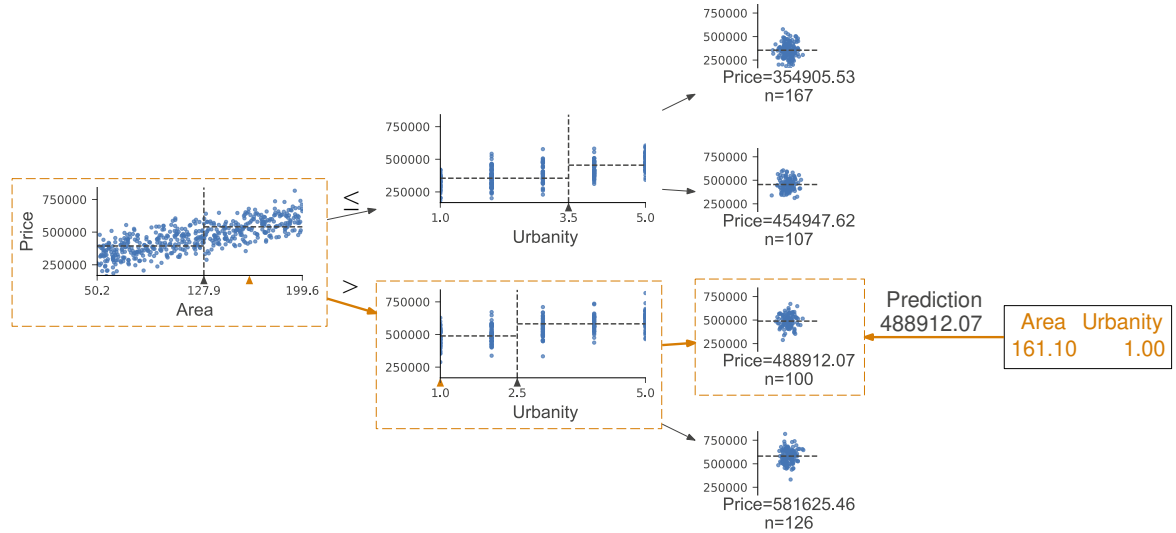 750000
500000
250000
Price=354905.53
n=167
750000
500000
250000
1.0
3.5
5.0
Urbanity
≤
750000
500000
250000
Price=454947.62
n=107
Price
750000
500000
250000
50.2
127.9
199.6
Area
>
750000
500000
250000
1.0
2.5
5.0
Urbanity
750000
500000
250000
Price=488912.07
n=100
Prediction
488912.07
Area Urbanity
161.10 1.00
750000
500000
250000
Price=581625.46
n=126